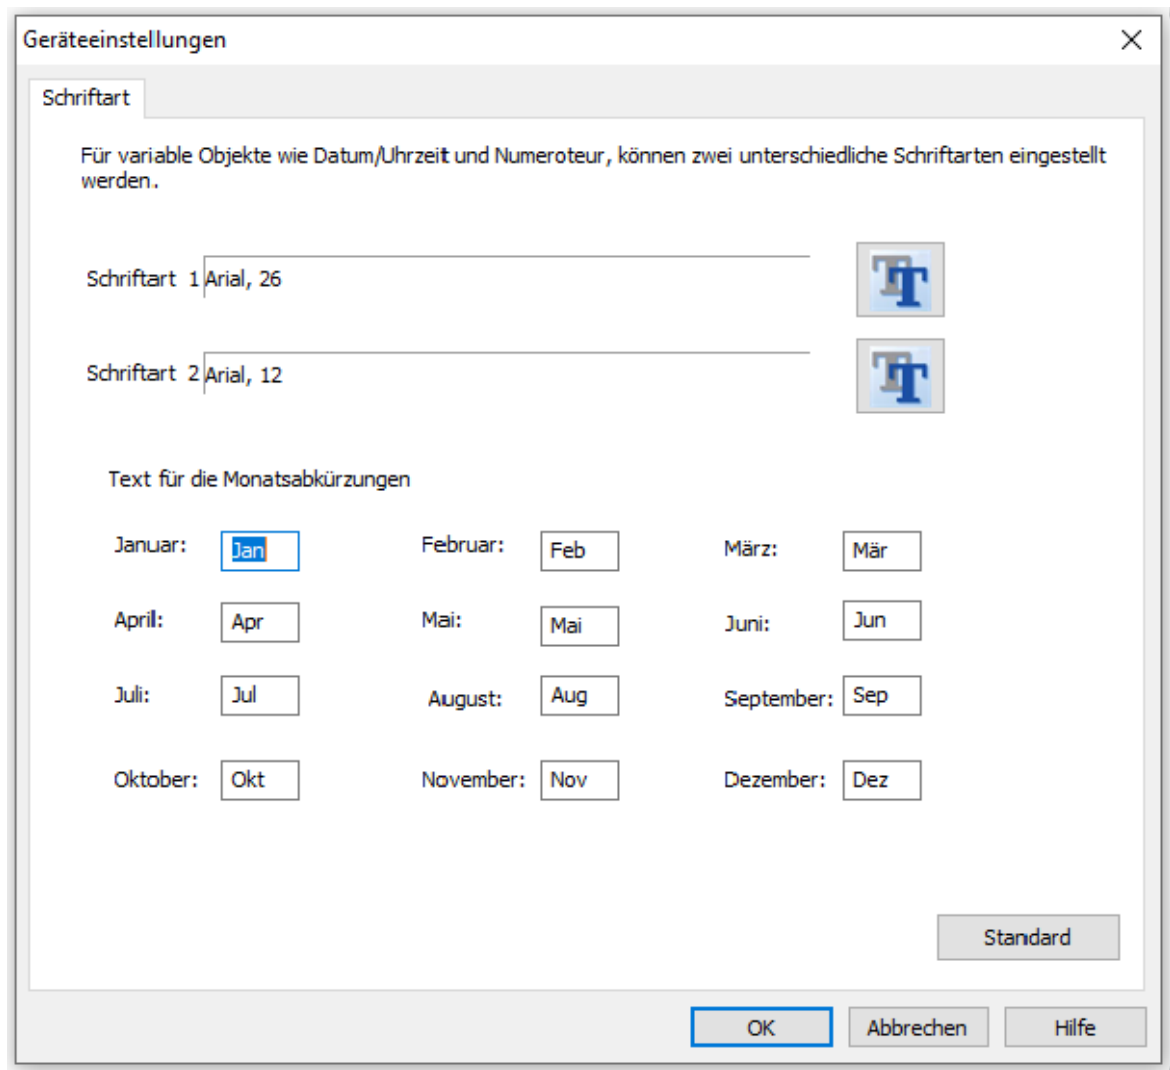 Geräteeinstellungen
Schriftart
Für variable Objekte wie Datum/Uhrzeit und Numeroteur, können zwei unterschiedliche Schriftarten eingestellt
werden.
Schriftart 1 Arial, 26
Schriftart 2 Arial, 12
Text für die Monatsabkürzungen
Januar: Jan Februar: Feb März: Mär
April: Apr Mai: Mai Juni: Jun
Juli: Jul August: Aug September: Sep
Oktober: Okt November: Nov Dezember: Dez
Standard
OK Abbrechen Hilfe